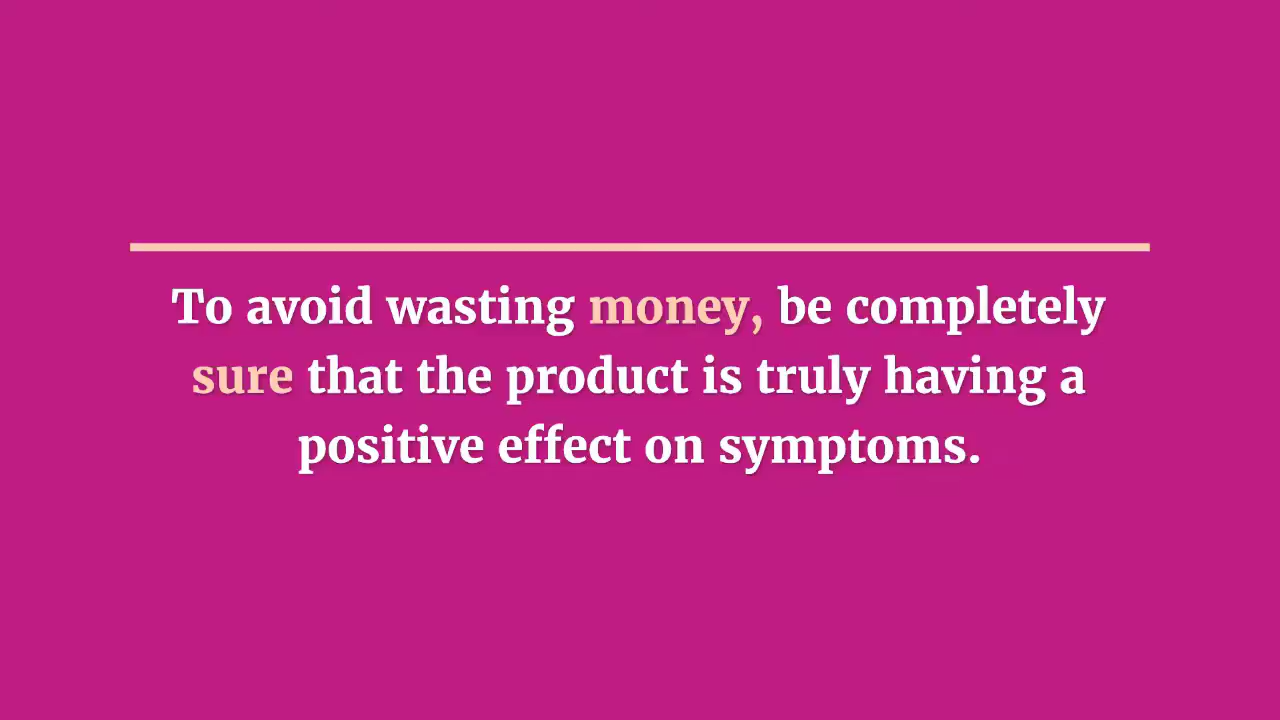 To avoid wasting money, be completely
sure that the product is truly having a
positive effect on symptoms.